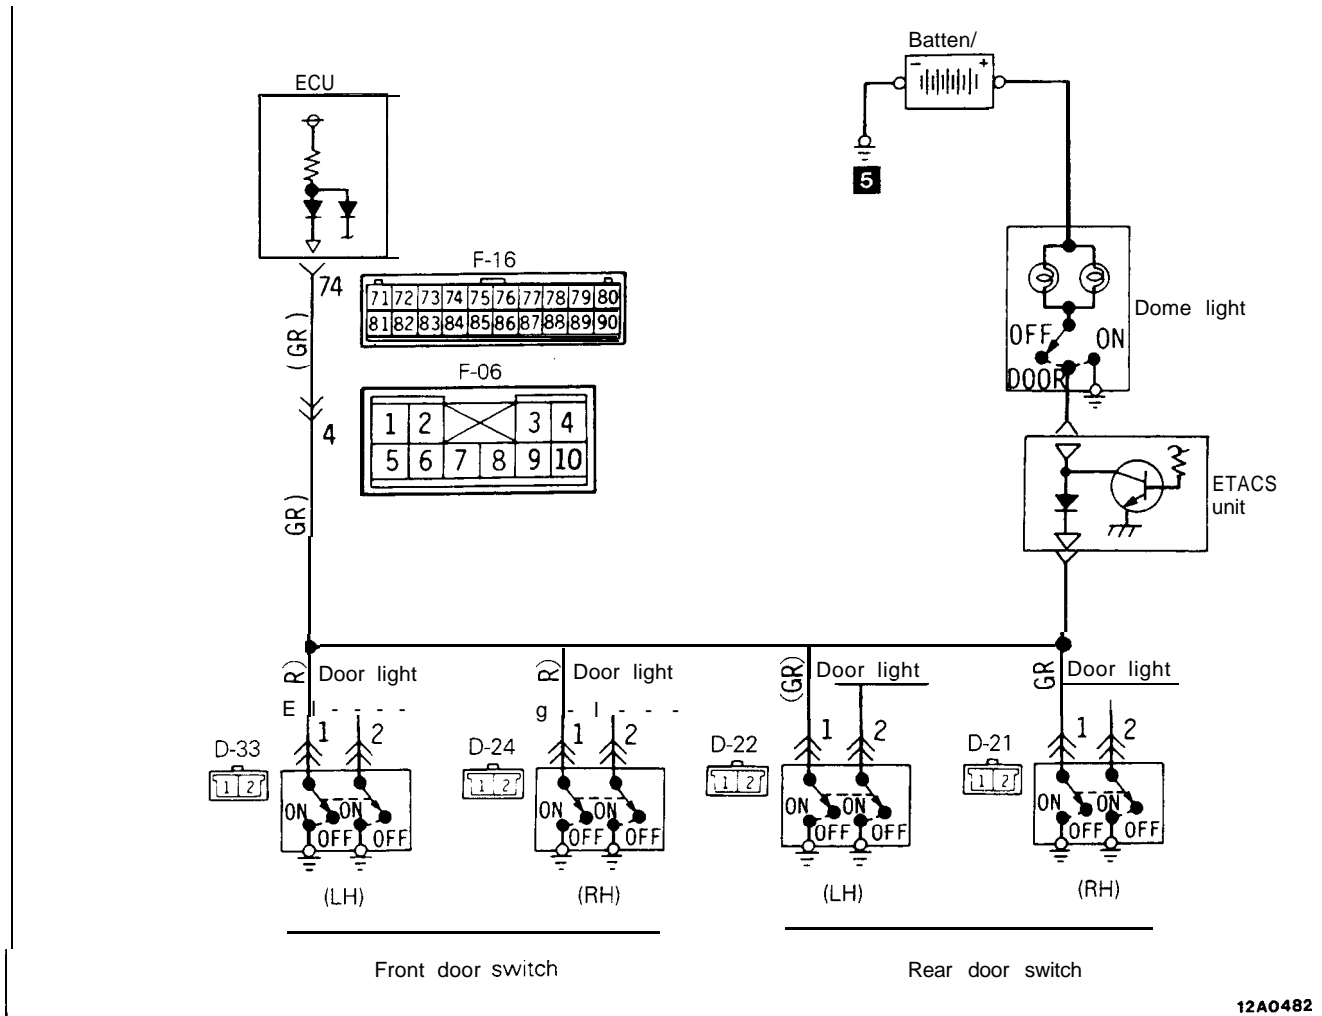 Batten/
ECU
- +
5
F-16
74
71 72 73 74 75 76 77 78 79 80
81 82 83 84 85 86 87 88 89 90
(GR)
Dome light
OFF ON
DOOR
F-06
1 2 3 4
5 6 7 8 9 10
4
ETACS
unit
GR)
R) Door light
R) Door light
(GR) Door light
GR Door light
E I - - - -
g - I - - -
1 2
1 2
1 2
1 2
D-33
D-24
D-22
D-21
1 2
1 2
1 2
1 2
ON ON
OFF OFF
ON ON
OFF OFF
ON ON
OFF OFF
ON ON
OFF OFF
(LH)
(RH)
(LH)
(RH)
Front door switch
Rear door switch
12A0482